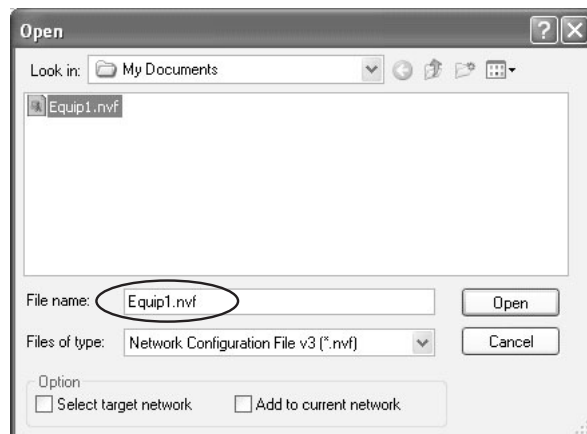 Open
Look in: My Documents
Equip1.nvf
File name: Equip1.nvf
Open
Files of type: Network Configuration File v3 (*.nvf)
Cancel
Option
Select target network Add to current network